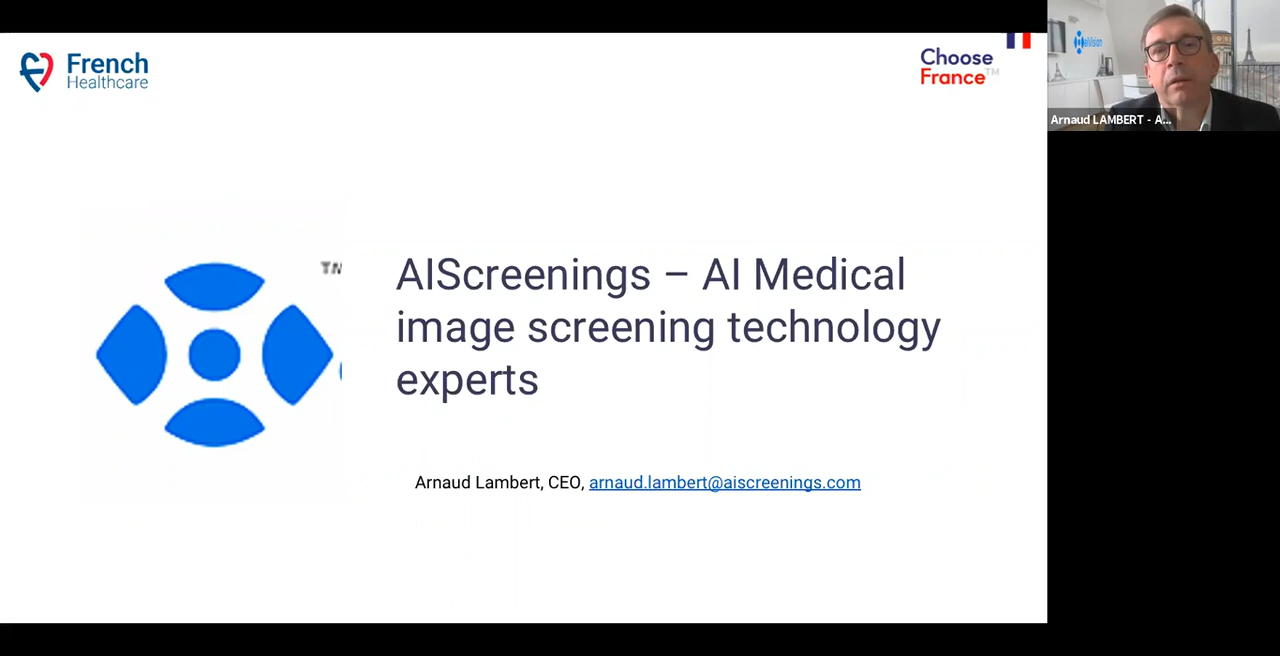 French
Healthcare
Choose
France™
Arnaud LAMBERT - A...
TM
AIScreenings – AI Medical
image screening technology
experts
Arnaud Lambert, CEO, arnaud.lambert@aiscreenings.com